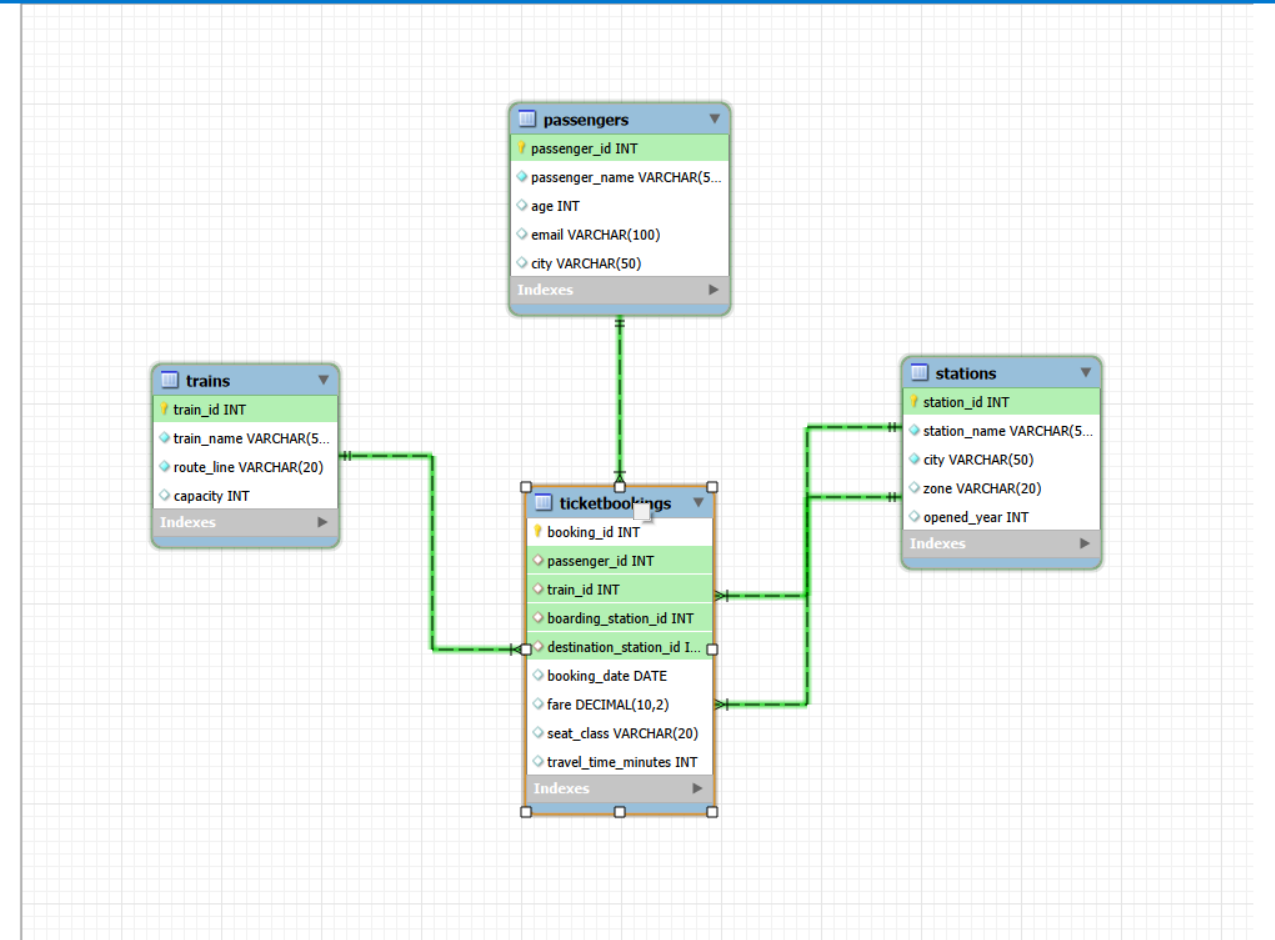 passengers
passenger_id INT
passenger_name VARCHAR(5...
age INT
email VARCHAR(100)
city VARCHAR(50)
Indexes
trains
train_id INT
train_name VARCHAR(5...
route_line VARCHAR(20)
capacity INT
Indexes
stations
station_id INT
station_name VARCHAR(5...
city VARCHAR(50)
zone VARCHAR(20)
opened_year INT
Indexes
ticketbookings
booking_id INT
passenger_id INT
train_id INT
boarding_station_id INT
destination_station_id I...
booking_date DATE
fare DECIMAL(10,2)
seat_class VARCHAR(20)
travel_time_minutes INT
Indexes